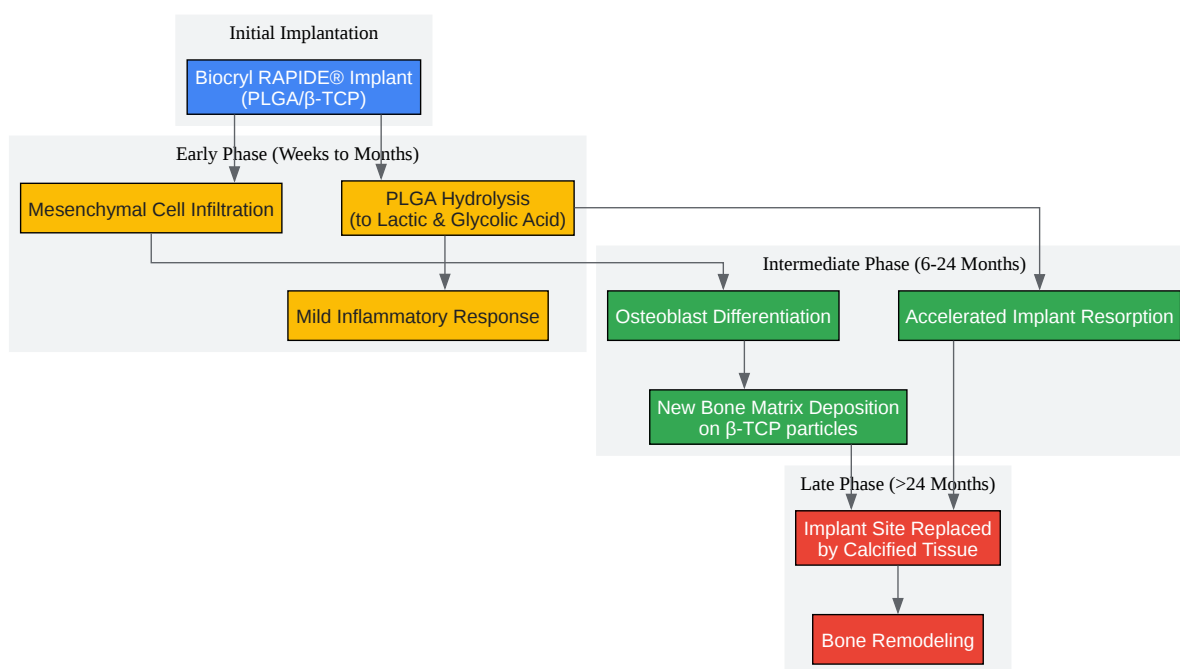 Initial Implantation
Biocryl RAPIDE® Implant
(PLGA/β-TCP)
Early Phase (Weeks to Months)
Mesenchymal Cell Infiltration
PLGA Hydrolysis
(to Lactic & Glycolic Acid)
Mild Inflammatory Response
Intermediate Phase (6-24 Months)
Osteoblast Differentiation
Accelerated Implant Resorption
New Bone Matrix Deposition
on β-TCP particles
Late Phase (>24 Months)
Implant Site Replaced
by Calcified Tissue
Bone Remodeling